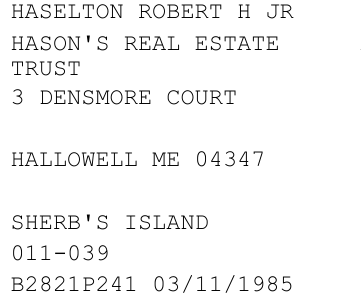 HASELTON ROBERT H JR
HASON'S REAL ESTATE
TRUST
3 DENSMORE COURT
HALLOWELL ME 04347
SHERB'S ISLAND
011-039
B2821P241 03/11/1985